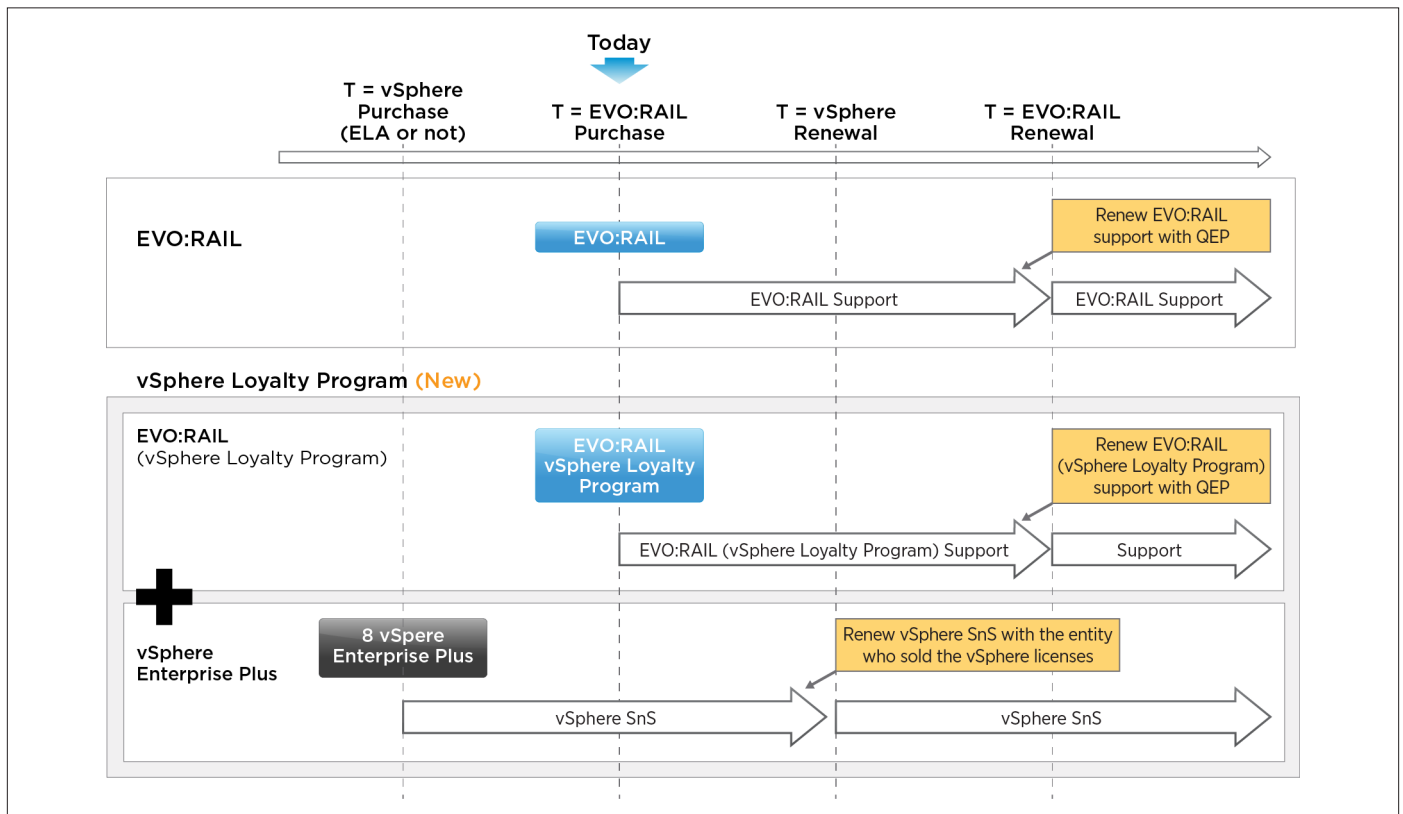 Today
T = vSphere
Purchase
(ELA or not)
T = EVO:RAIL
Purchase
T = vSphere
Renewal
T = EVO:RAIL
Renewal
EVO:RAIL
EVO:RAIL
Renew EVO:RAIL
support with QEP
EVO:RAIL Support
EVO:RAIL Support
vSphere Loyalty Program (New)
EVO:RAIL
(vSphere Loyalty Program)
EVO:RAIL
vSphere Loyalty
Program
Renew EVO:RAIL
(vSphere Loyalty Program)
support with QEP
EVO:RAIL (vSphere Loyalty Program) Support
Support
vSphere
Enterprise Plus
8 vSpere
Enterprise Plus
Renew vSphere SnS with the entity
who sold the vSphere licenses
vSphere SnS
vSphere SnS